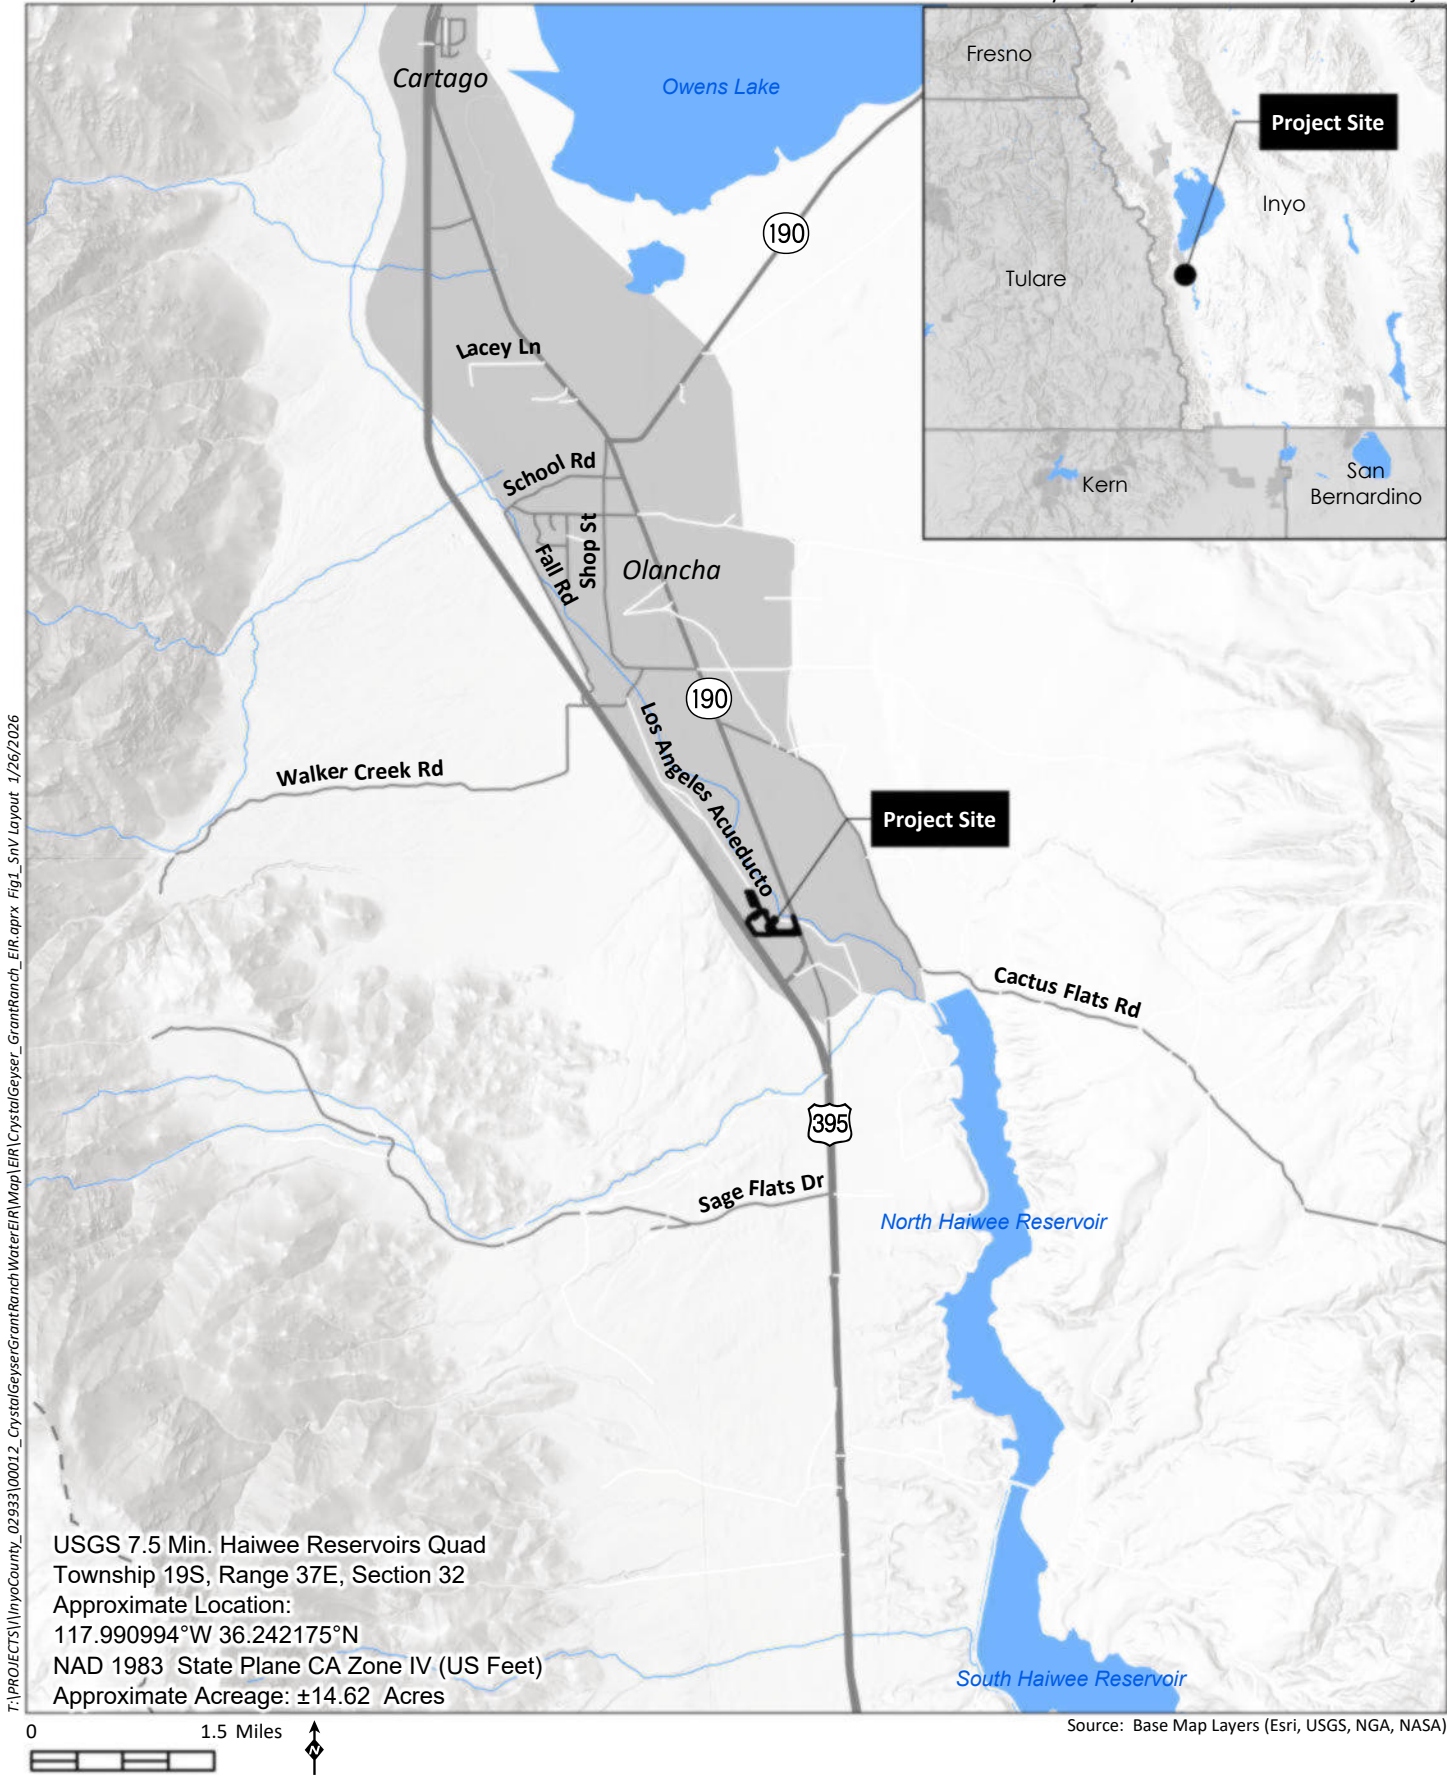 Cartago
Owens Lake
Fresno
Project Site
Inyo
Tulare
Kern
San
Bernardino
190
Lacey Ln
School Rd
Shop St
Fall Rd
Olancha
190
Los Angeles Acueducto
Walker Creek Rd
Project Site
Cactus Flats Rd
395
Sage Flats Dr
North Haiwee Reservoir
South Haiwee Reservoir
USGS 7.5 Min. Haiwee Reservoirs Quad
Township 19S, Range 37E, Section 32
Approximate Location:
117.990994°W 36.242175°N
NAD 1983 State Plane CA Zone IV (US Feet)
Approximate Acreage: ±14.62 Acres
T:\PROJECTS\I\InyoCounty_02933\00012_CrystalGeyserGrantRanchWaterEIR\Map\EIR\CrystalGeyser_GrantRanch_EIR.aprx Fig1_SnV Layout 1/26/2026
0 1.5 Miles
N
Source: Base Map Layers (Esri, USGS, NGA, NASA)